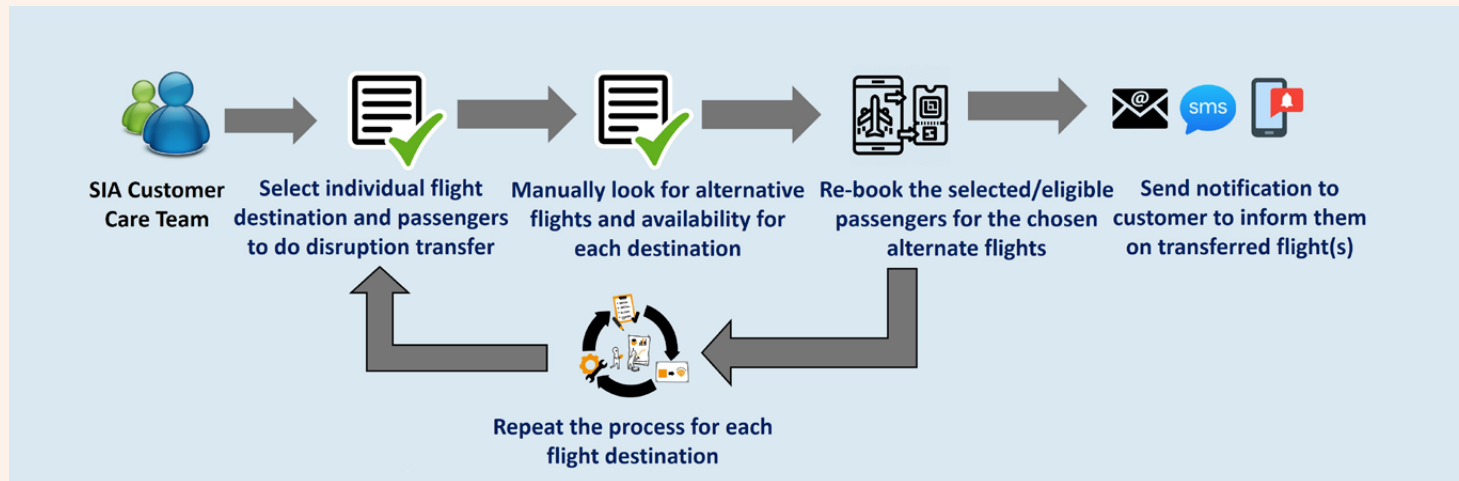 @
sms
SIA Customer
Care Team
Select individual flight
destination and passengers
to do disruption transfer
Manually look for alternative
flights and availability for
each destination
Re-book the selected/eligible
passengers for the chosen
alternate flights
Send notification to
customer to inform them
on transferred flight(s)
Repeat the process for each
flight destination